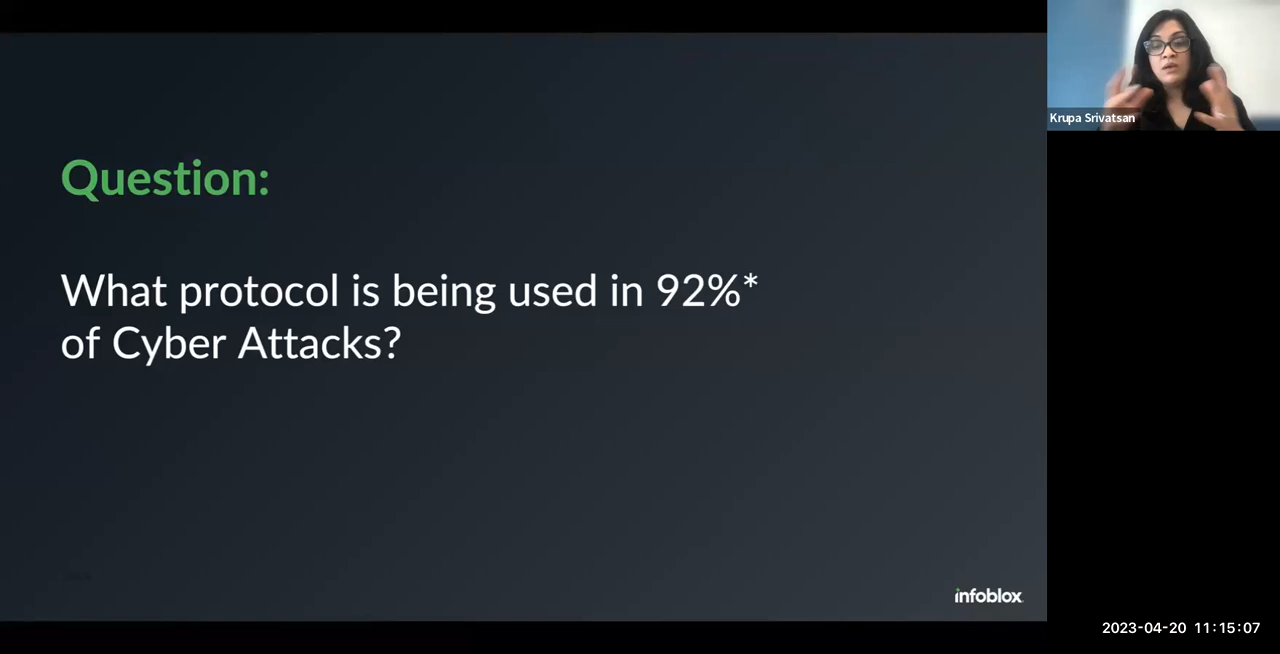 Krupa Srivatsan
Question:
What protocol is being used in 92%*
of Cyber Attacks?
infoblox.
2023-04-20 11:15:07